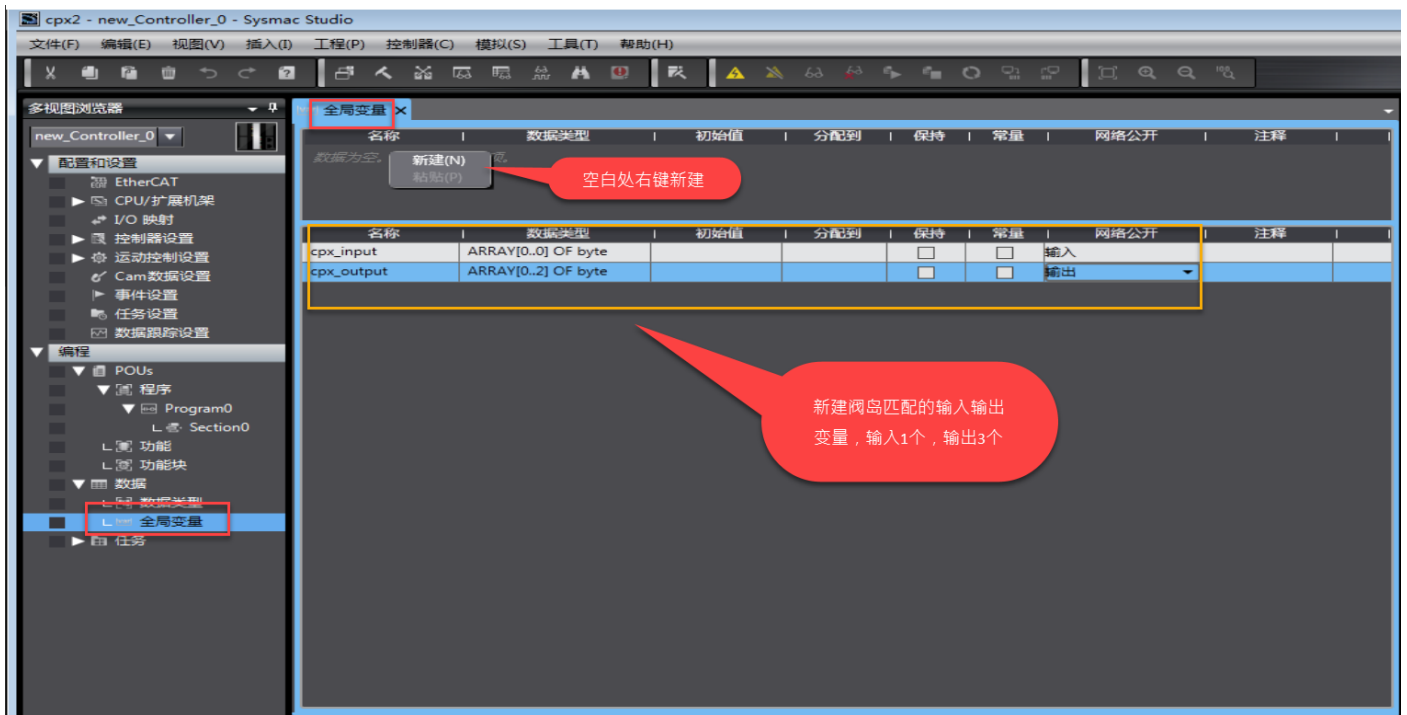 cpx2 - new_Controller_0 - Sysmac Studio
文件(F) 编辑(E) 视图(V) 插入(I) 工程(P) 控制器(C) 模拟(S) 工具(T) 帮助(H)
多视图浏览器
new_Controller_0
配置和设置
EtherCAT
CPU/扩展机架
I/O 映射
控制器设置
运动控制设置
Cam数据设置
事件设置
任务设置
数据跟踪设置
编程
POUs
程序
Program0
Section0
功能
功能块
数据
数据类型
全局变量
任务
全局变量
名称 数据类型 初始值 分配到 保持 常量 网络公开 注释
数据为空。
新建(N)
粘贴(P)
空白处右键新建
名称 数据类型 初始值 分配到 保持 常量 网络公开 注释
cpx_input ARRAY[0..0] OF byte 输入
cpx_output ARRAY[0..2] OF byte 输出
新建阀岛匹配的输入输出
变量，输入1个，输出3个